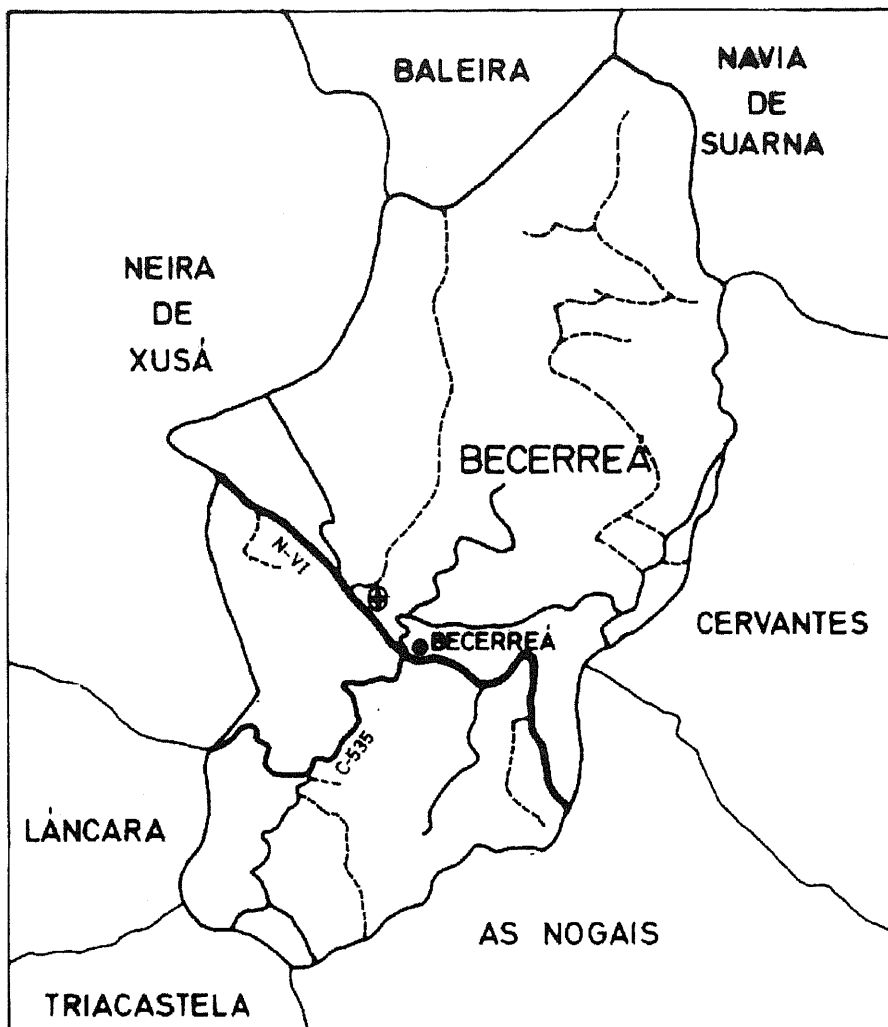 BALEIRA
NAVIA
DE
SUARNA
NEIRA
DE
XUSÁ
BECERREÁ
N-VI
BECERREÁ
CERVANTES
C-535
LÁNCARA
AS NOGAIS
TRIACASTELA